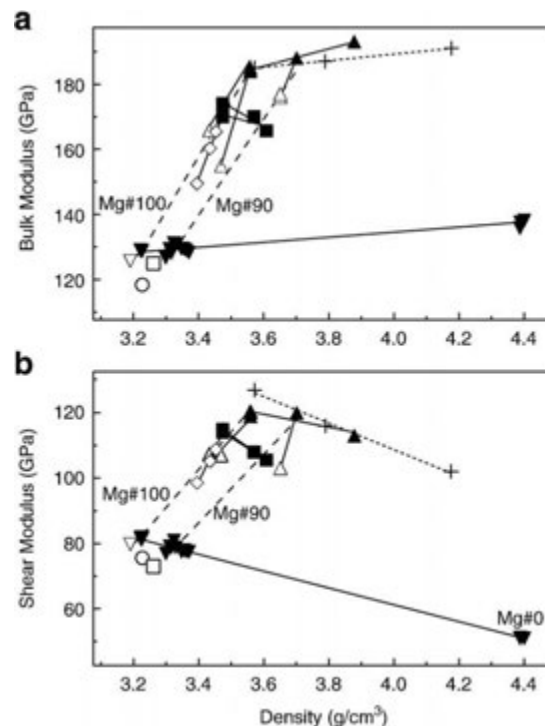 a
Bulk Modulus (GPa)
180
160
140
120
Mg#100
Mg#90
3.2 3.4 3.6 3.8 4.0 4.2 4.4
b
Shear Modulus (GPa)
120
100
80
60
Mg#100
Mg#90
Mg#0
3.2 3.4 3.6 3.8 4.0 4.2 4.4
Density (g/cm³)